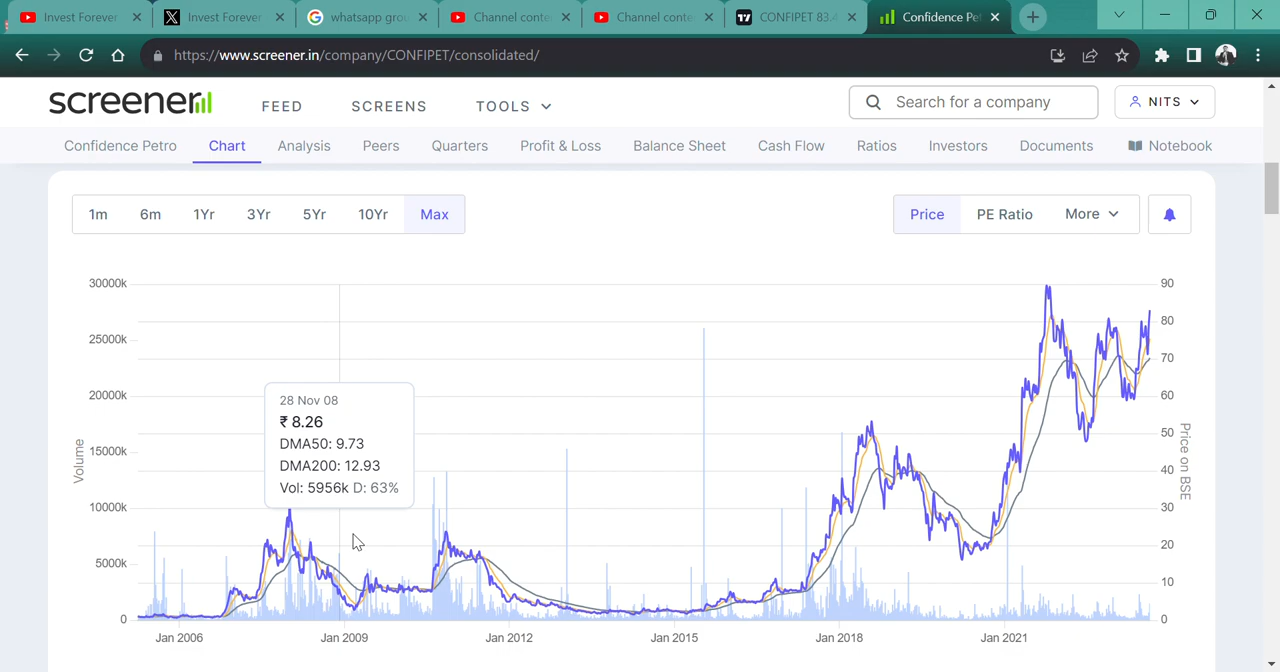 Invest Forever
Invest Forever
whatsapp grou
Channel conte
Channel conte
CONFIPET 83.4
Confidence Pe
https://www.screener.in/company/CONFIPET/consolidated/
screener
FEED
SCREENS
TOOLS
Search for a company
NITS
Confidence Petro
Chart
Analysis
Peers
Quarters
Profit & Loss
Balance Sheet
Cash Flow
Ratios
Investors
Documents
Notebook
1m
6m
1Yr
3Yr
5Yr
10Yr
Max
Price
PE Ratio
More
30000k
25000k
20000k
15000k
10000k
5000k
0
Volume
28 Nov 08
₹ 8.26
DMA50: 9.73
DMA200: 12.93
Vol: 5956k D: 63%
90
80
70
60
50
40
30
20
10
0
Price on BSE
Jan 2006
Jan 2009
Jan 2012
Jan 2015
Jan 2018
Jan 2021